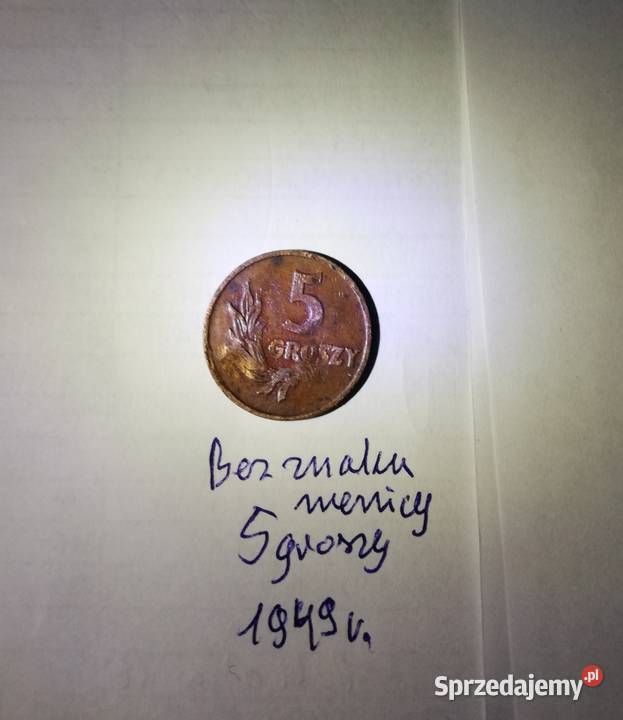 5
GROSZY
Bez znaku
mennicy
5 groszy
1949 r.
Sprzedajemy.pl